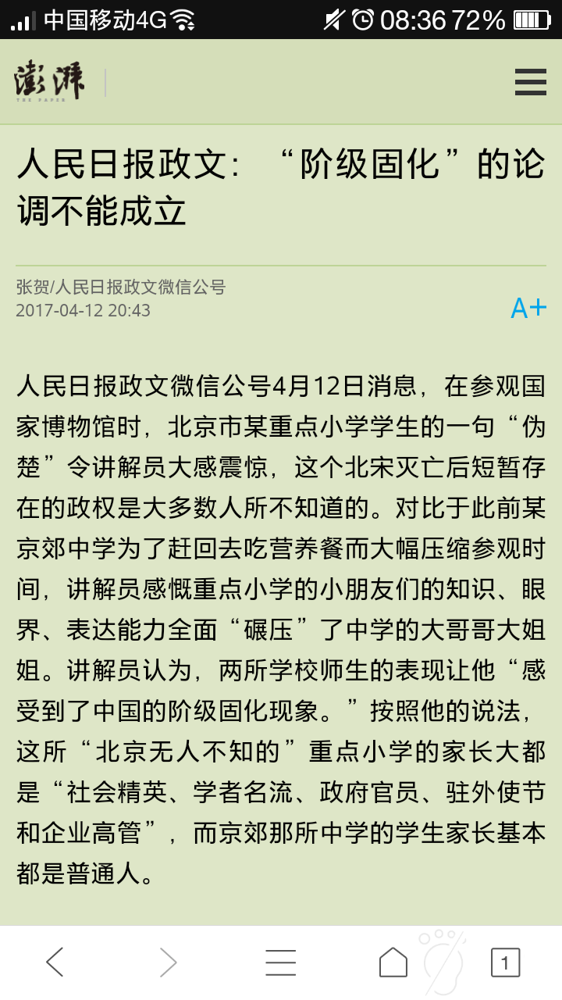 中国移动4G 08:36 72%
澎湃
THE PAPER
人民日报政文：“阶级固化”的论
调不能成立
张贺/人民日报政文微信公号
2017-04-12 20:43
A+
人民日报政文微信公号4月12日消息，在参观国
家博物馆时，北京市某重点小学学生的一句“伪
楚”令讲解员大感震惊，这个北宋灭亡后短暂存
在的政权是大多数人所不知道的。对比于此前某
京郊中学为了赶回去吃营养餐而大幅压缩参观时
间，讲解员感慨重点小学的小朋友们的知识、眼
界、表达能力全面“碾压”了中学的大哥哥大姐
姐。讲解员认为，两所学校师生的表现让他“感
受到了中国的阶级固化现象。”按照他的说法，
这所“北京无人不知的”重点小学的家长大都
是“社会精英、学者名流、政府官员、驻外使节
和企业高管”，而京郊那所中学的学生家长基本
都是普通人。
1